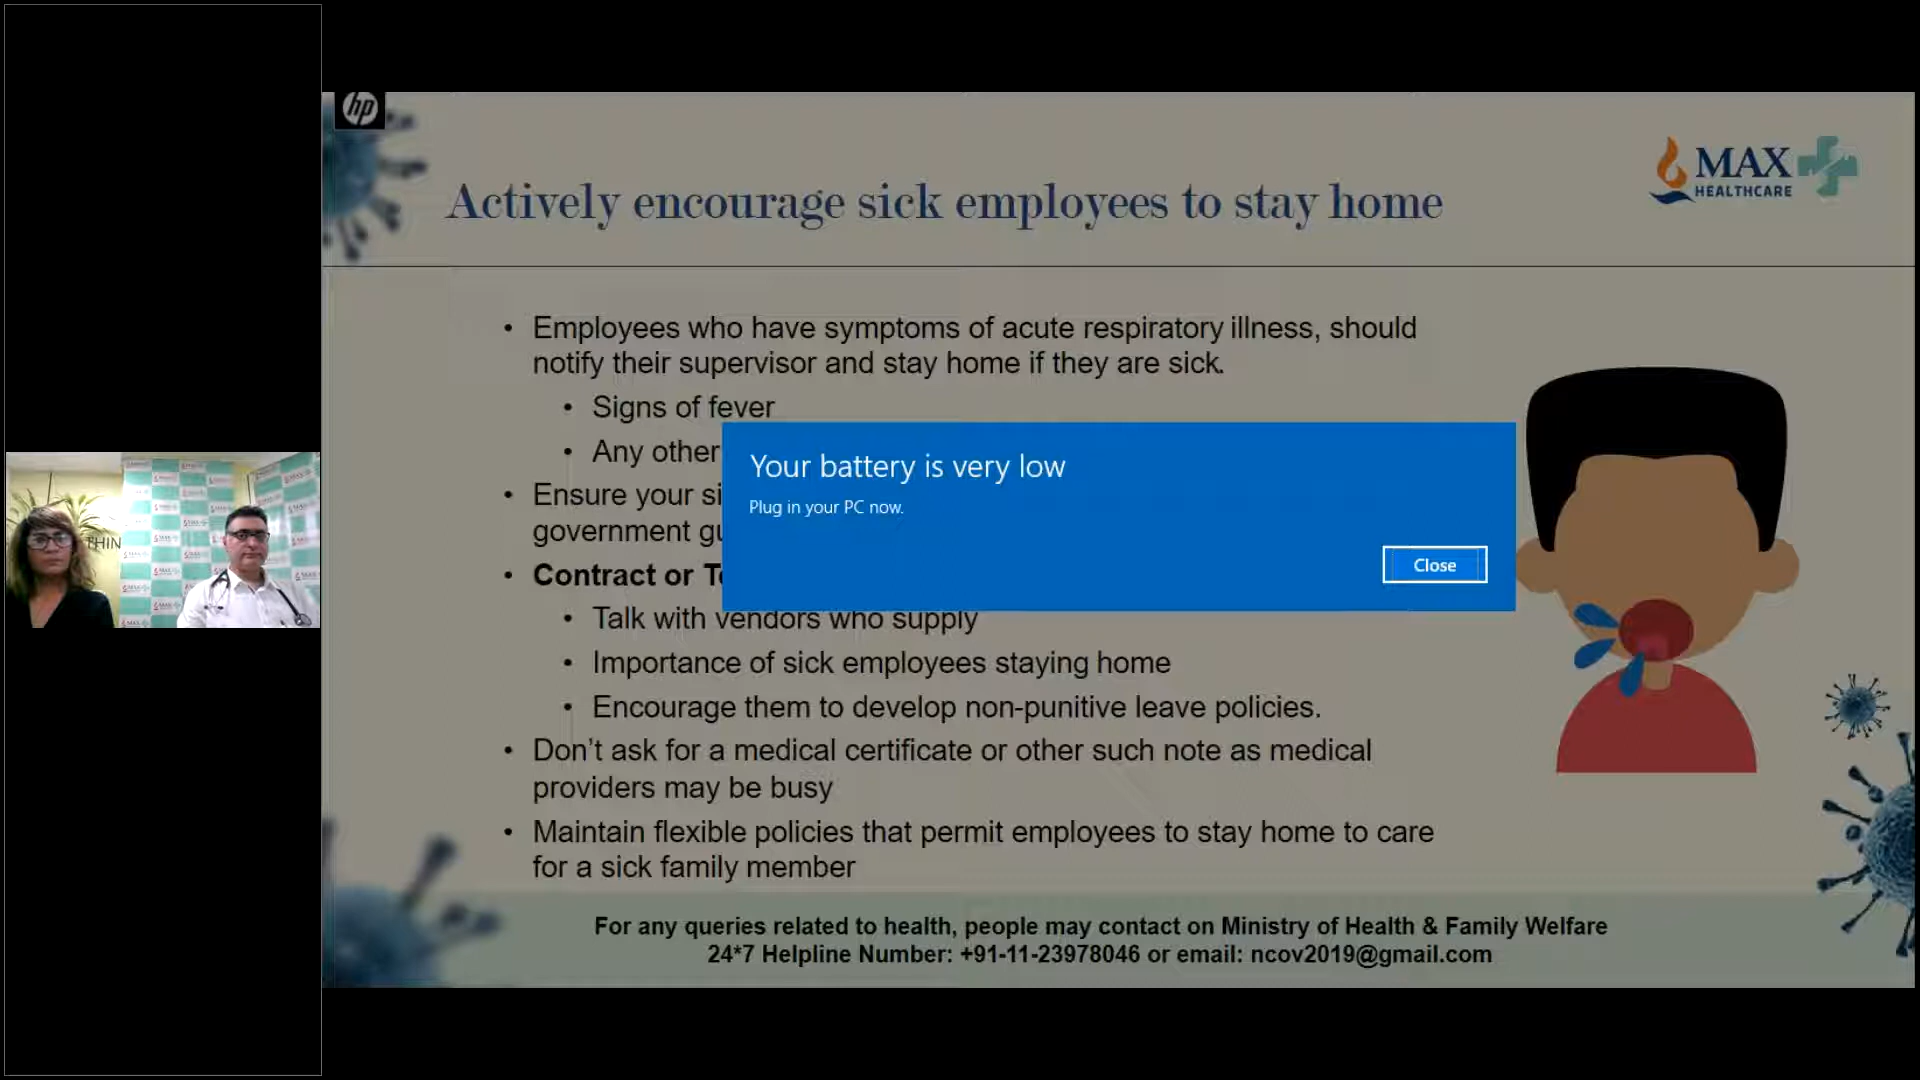 hp
MAX
HEALTHCARE
Actively encourage sick employees to stay home
• Employees who have symptoms of acute respiratory illness, should
notify their supervisor and stay home if they are sick.
• Signs of fever
• Any other
• Ensure your
government
• Contract or
Your battery is very low
Plug in your PC now.
Close
• Talk with vendors who supply
• Importance of sick employees staying home
• Encourage them to develop non-punitive leave policies.
• Don’t ask for a medical certificate or other such note as medical
providers may be busy
• Maintain flexible policies that permit employees to stay home to care
for a sick family member
For any queries related to health, people may contact on Ministry of Health & Family Welfare
24*7 Helpline Number: +91-11-23978046 or email: ncov2019@gmail.com
THIN